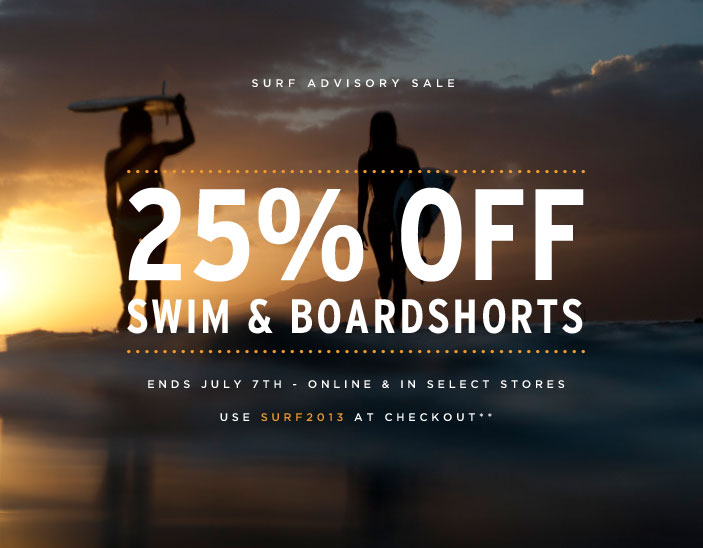 SURF ADVISORY SALE
25% OFF
SWIM & BOARDSHORTS
ENDS JULY 7TH - ONLINE & IN SELECT STORES
USE SURF2013 AT CHECKOUT**